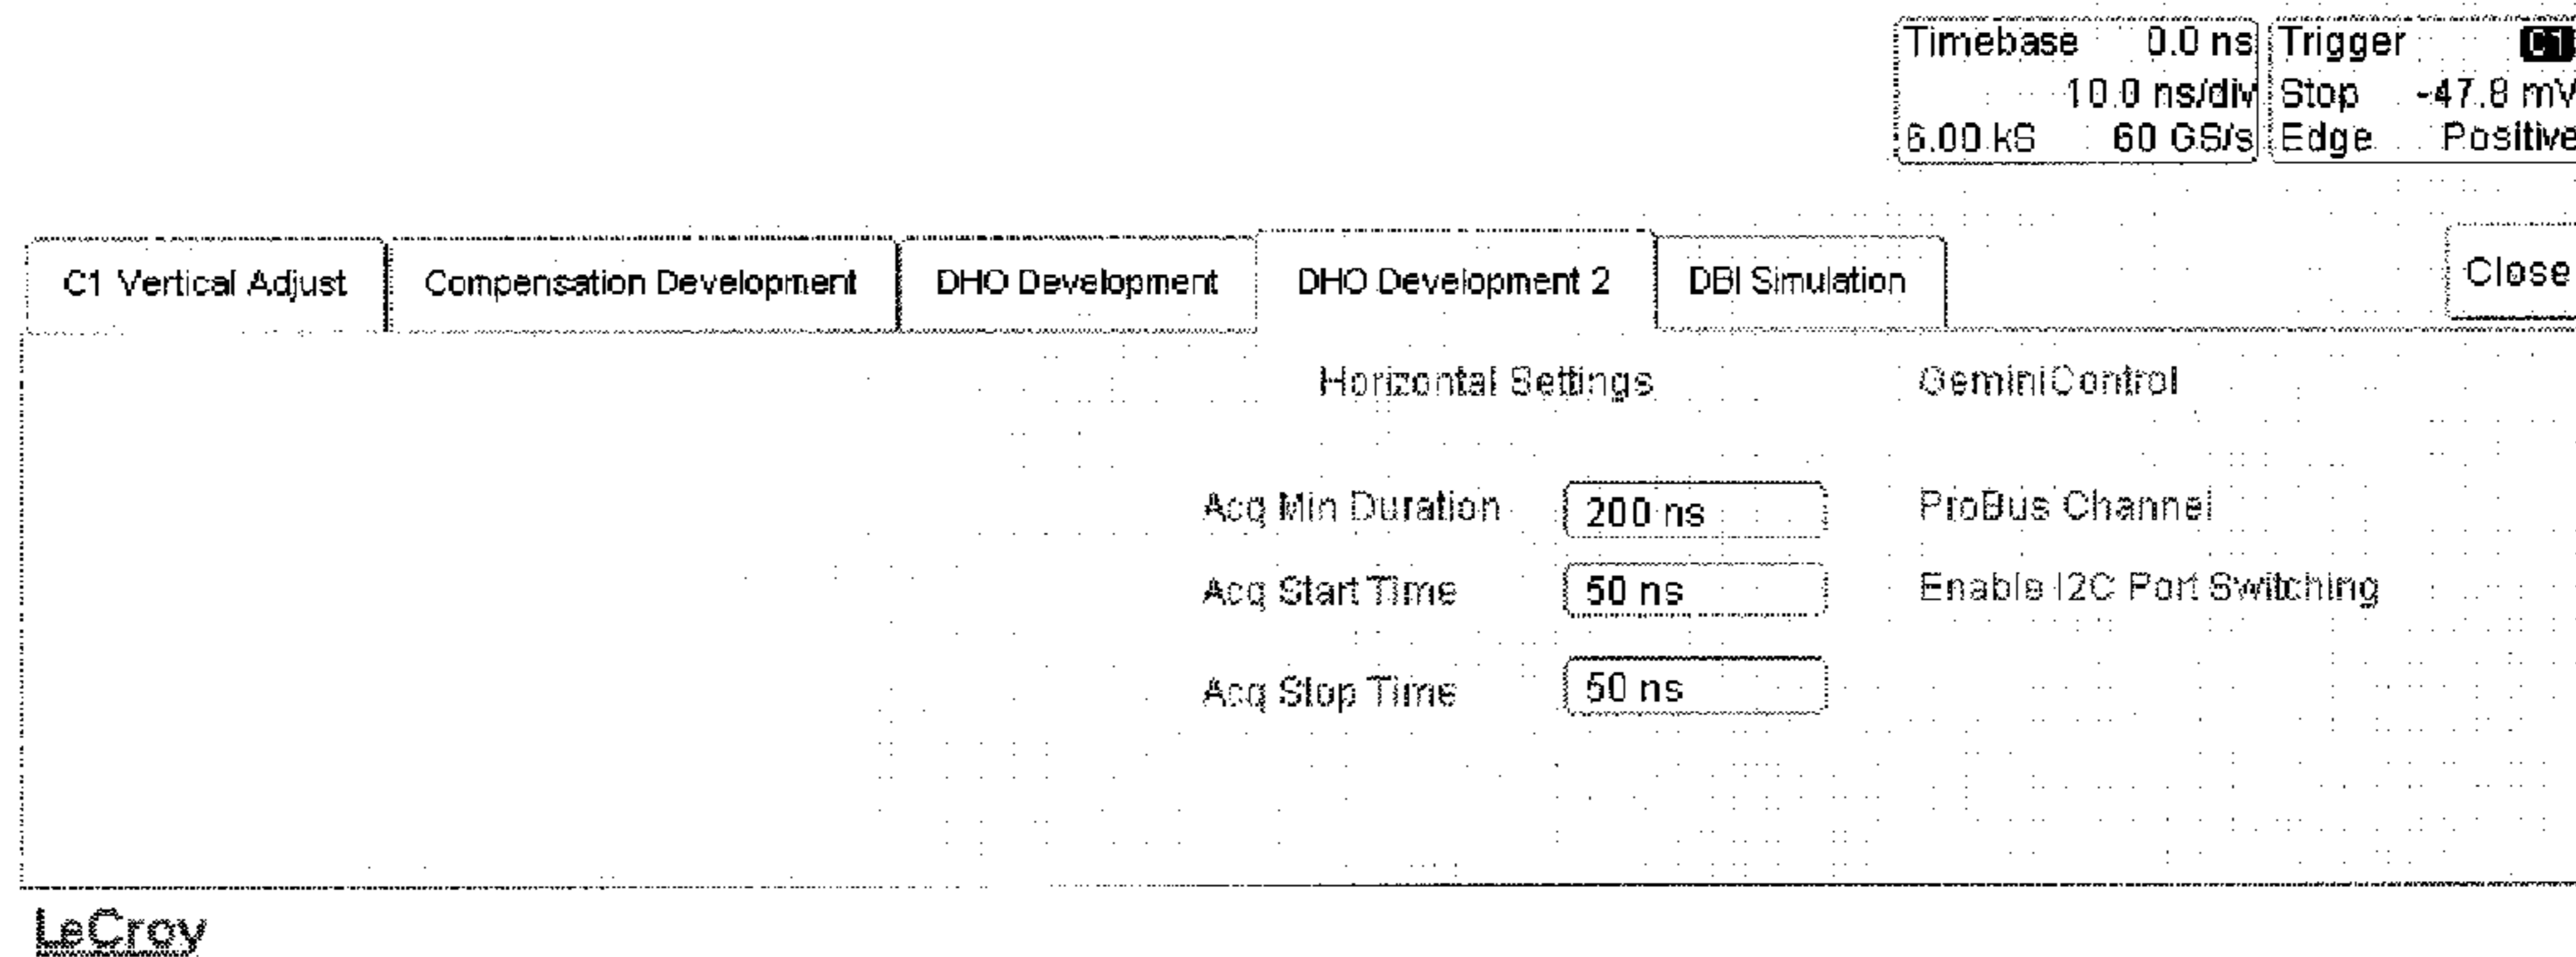 Timebase 0.0 ns Trigger C1
10.0 ns/div Stop -47.8 mV
6.00 kS 60 GS/s Edge Positive
C1 Vertical Adjust Compensation Development DHO Development DHO Development 2 DBI Simulation Close
Horizontal Settings GeminiControl
Acq Min Duration 200 ns ProBus Channel
Acq Start Time 50 ns Enable I2C Port Switching
Acq Stop Time 50 ns
LeCroy